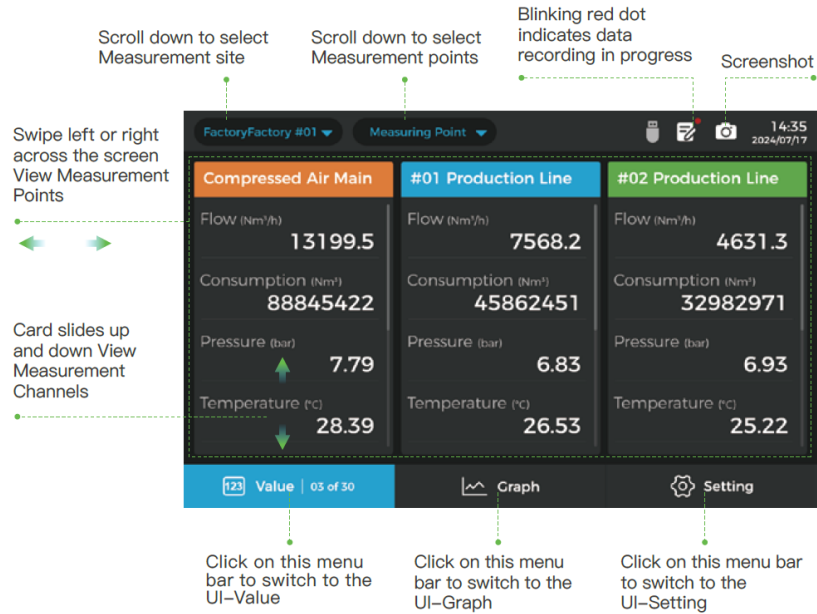 Scroll down to select
Measurement site
Scroll down to select
Measurement points
Blinking red dot
indicates data
recording in progress
Screenshot
Swipe left or right
across the screen
View Measurement
Points
Card slides up
and down View
Measurement
Channels
FactoryFactory #01
Measuring Point
14:35
2024/07/17
Compressed Air Main
Flow (Nm³/h)
13199.5
Consumption (Nm³)
88845422
Pressure (bar)
7.79
Temperature (°C)
28.39
#01 Production Line
Flow (Nm³/h)
7568.2
Consumption (Nm³)
45862451
Pressure (bar)
6.83
Temperature (°C)
26.53
#02 Production Line
Flow (Nm³/h)
4631.3
Consumption (Nm³)
32982971
Pressure (bar)
6.93
Temperature (°C)
25.22
123 Value | 03 of 30
Graph
Setting
Click on this menu
bar to switch to the
UI–Value
Click on this menu
bar to switch to the
UI–Graph
Click on this menu bar
to switch to the
UI–Setting